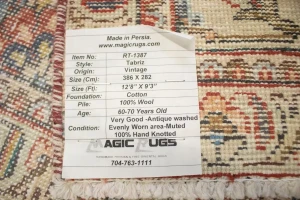 Made in Persia.
www.magicrugs.com
Item No: RT-1387
Style: Tabriz
Origin: Vintage
Size (Cm): 386 X 282
Size (Ft): 12'8" X 9'3"
Foundation: Cotton
Pile: 100% Wool
Age: 60-70 Years Old
Very Good -Antique washed
Condition: Evenly Worn area-Muted
100% Hand Knotted
MAGIC RUGS
704-763-1111